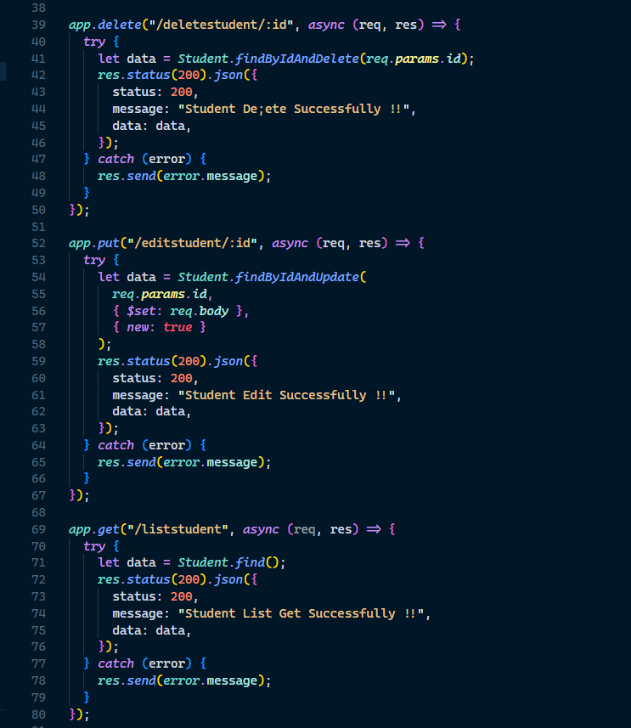 38
39 app.delete("/deletestudent/:id", async (req, res) => {
40 try {
41 let data = Student.findByIdAndDelete(req.params.id);
42 res.status(200).json({
43 status: 200,
44 message: "Student De;ete Successfully !!",
45 data: data,
46 });
47 } catch (error) {
48 res.send(error.message);
49 }
50 });
51
52 app.put("/editstudent/:id", async (req, res) => {
53 try {
54 let data = Student.findByIdAndUpdate(
55 req.params.id,
56 { $set: req.body },
57 { new: true }
58 );
59 res.status(200).json({
60 status: 200,
61 message: "Student Edit Successfully !!",
62 data: data,
63 });
64 } catch (error) {
65 res.send(error.message);
66 }
67 });
68
69 app.get("/liststudent", async (req, res) => {
70 try {
71 let data = Student.find();
72 res.status(200).json({
73 status: 200,
74 message: "Student List Get Successfully !!",
75 data: data,
76 });
77 } catch (error) {
78 res.send(error.message);
79 }
80 });